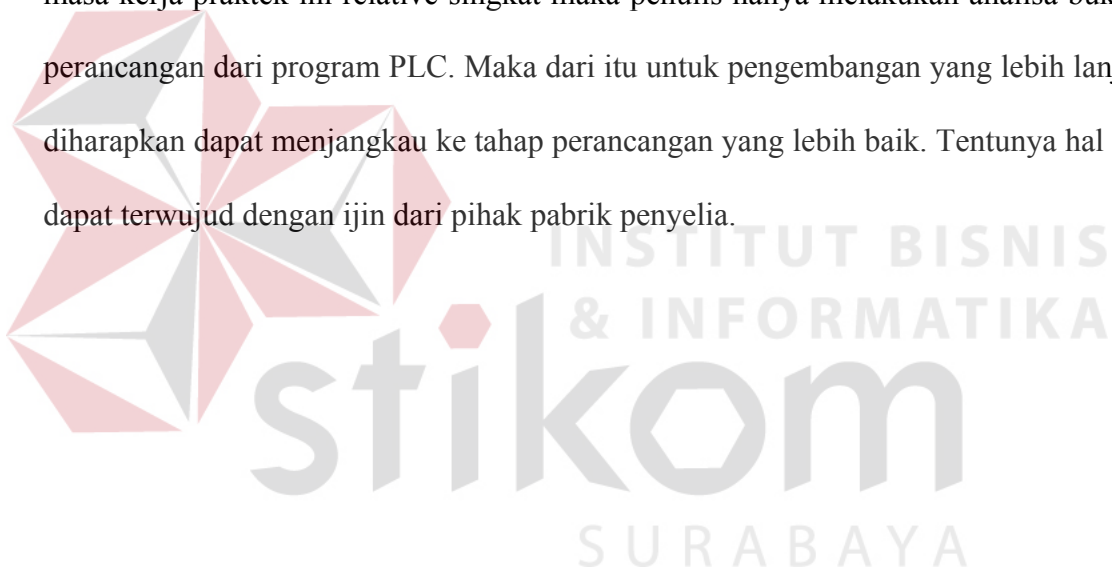 masa kerja praktek ini relative singkat maka penulis hanya melakukan analisa
perancangan dari program PLC. Maka dari itu untuk pengembangan yang lebih
diharapkan dapat menjangkau ke tahap perancangan yang lebih baik. Tentunya hal
dapat terwujud dengan ijin dari pihak pabrik penyelia.
INSTITUT BISNIS
& INFORMATIKA
stikom
SURABAYA